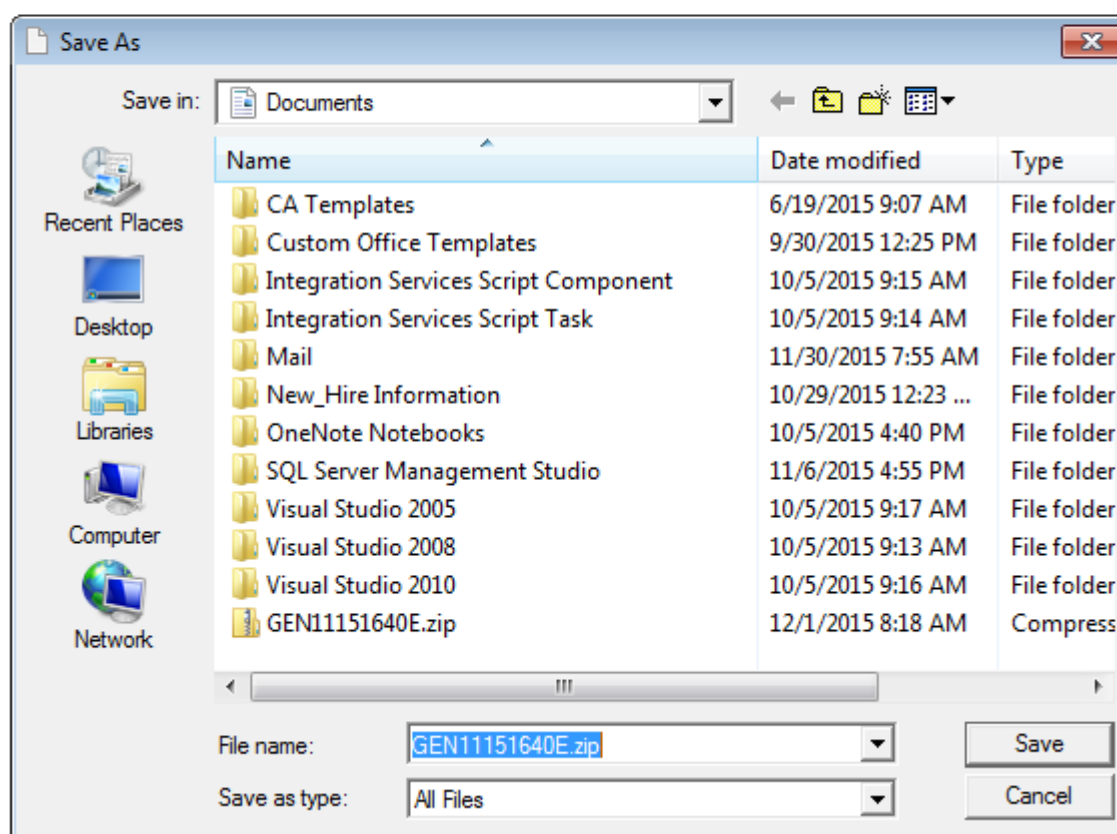 Save As
Save in: Documents
Name Date modified Type
Recent Places
Desktop
Libraries
Computer
Network
CA Templates 6/19/2015 9:07 AM File folder
Custom Office Templates 9/30/2015 12:25 PM File folder
Integration Services Script Component 10/5/2015 9:15 AM File folder
Integration Services Script Task 10/5/2015 9:14 AM File folder
Mail 11/30/2015 7:55 AM File folder
New_Hire Information 10/29/2015 12:23 ... File folder
OneNote Notebooks 10/5/2015 4:40 PM File folder
SQL Server Management Studio 11/6/2015 4:55 PM File folder
Visual Studio 2005 10/5/2015 9:17 AM File folder
Visual Studio 2008 10/5/2015 9:13 AM File folder
Visual Studio 2010 10/5/2015 9:16 AM File folder
GEN11151640E.zip 12/1/2015 8:18 AM Compress
File name: GEN11151640E.zip Save
Save as type: All Files Cancel